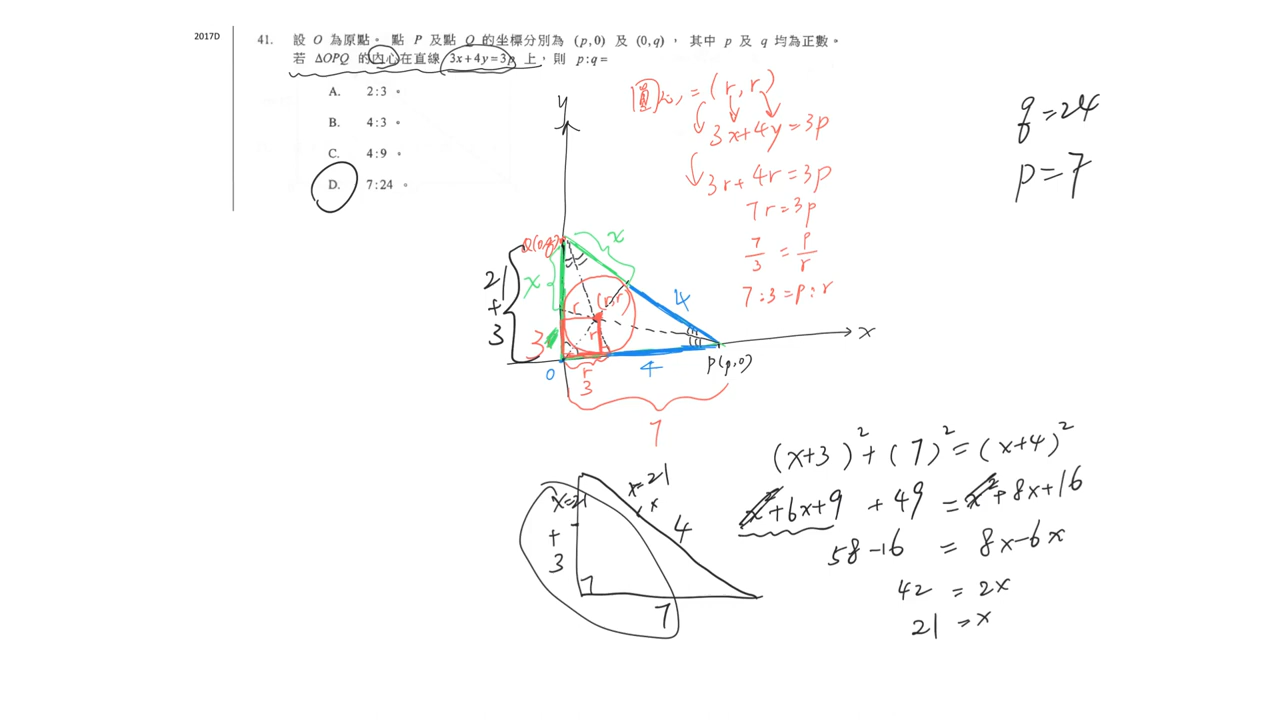 2017D
41. 設 O 為原點。點 P 及點 Q 的坐標分別為 (p,0) 及 (0,q),其中 p 及 q 均為正數。
若 ΔOPQ 的內心在直線 3x+4y=3p 上,則 p:q=
A. 2:3。
B. 4:3。
C. 4:9。
D. 7:24。
圓心 = (r, r)
3x+4y=3p
3r+4r=3p
7r=3p
7/3 = p/r
7:3=p:r
q=24
p=7
y
Q(0,q)
x
x
21
+
3
3
r
r
(r,r)
4
x
0
r
3
4
P(p,0)
7
x=21
+
3
x=21
x
4
7
(x+3)²+(7)²=(x+4)²
x²+6x+9 +49 = x²+8x+16
58-16 = 8x-6x
42 = 2x
21 = x